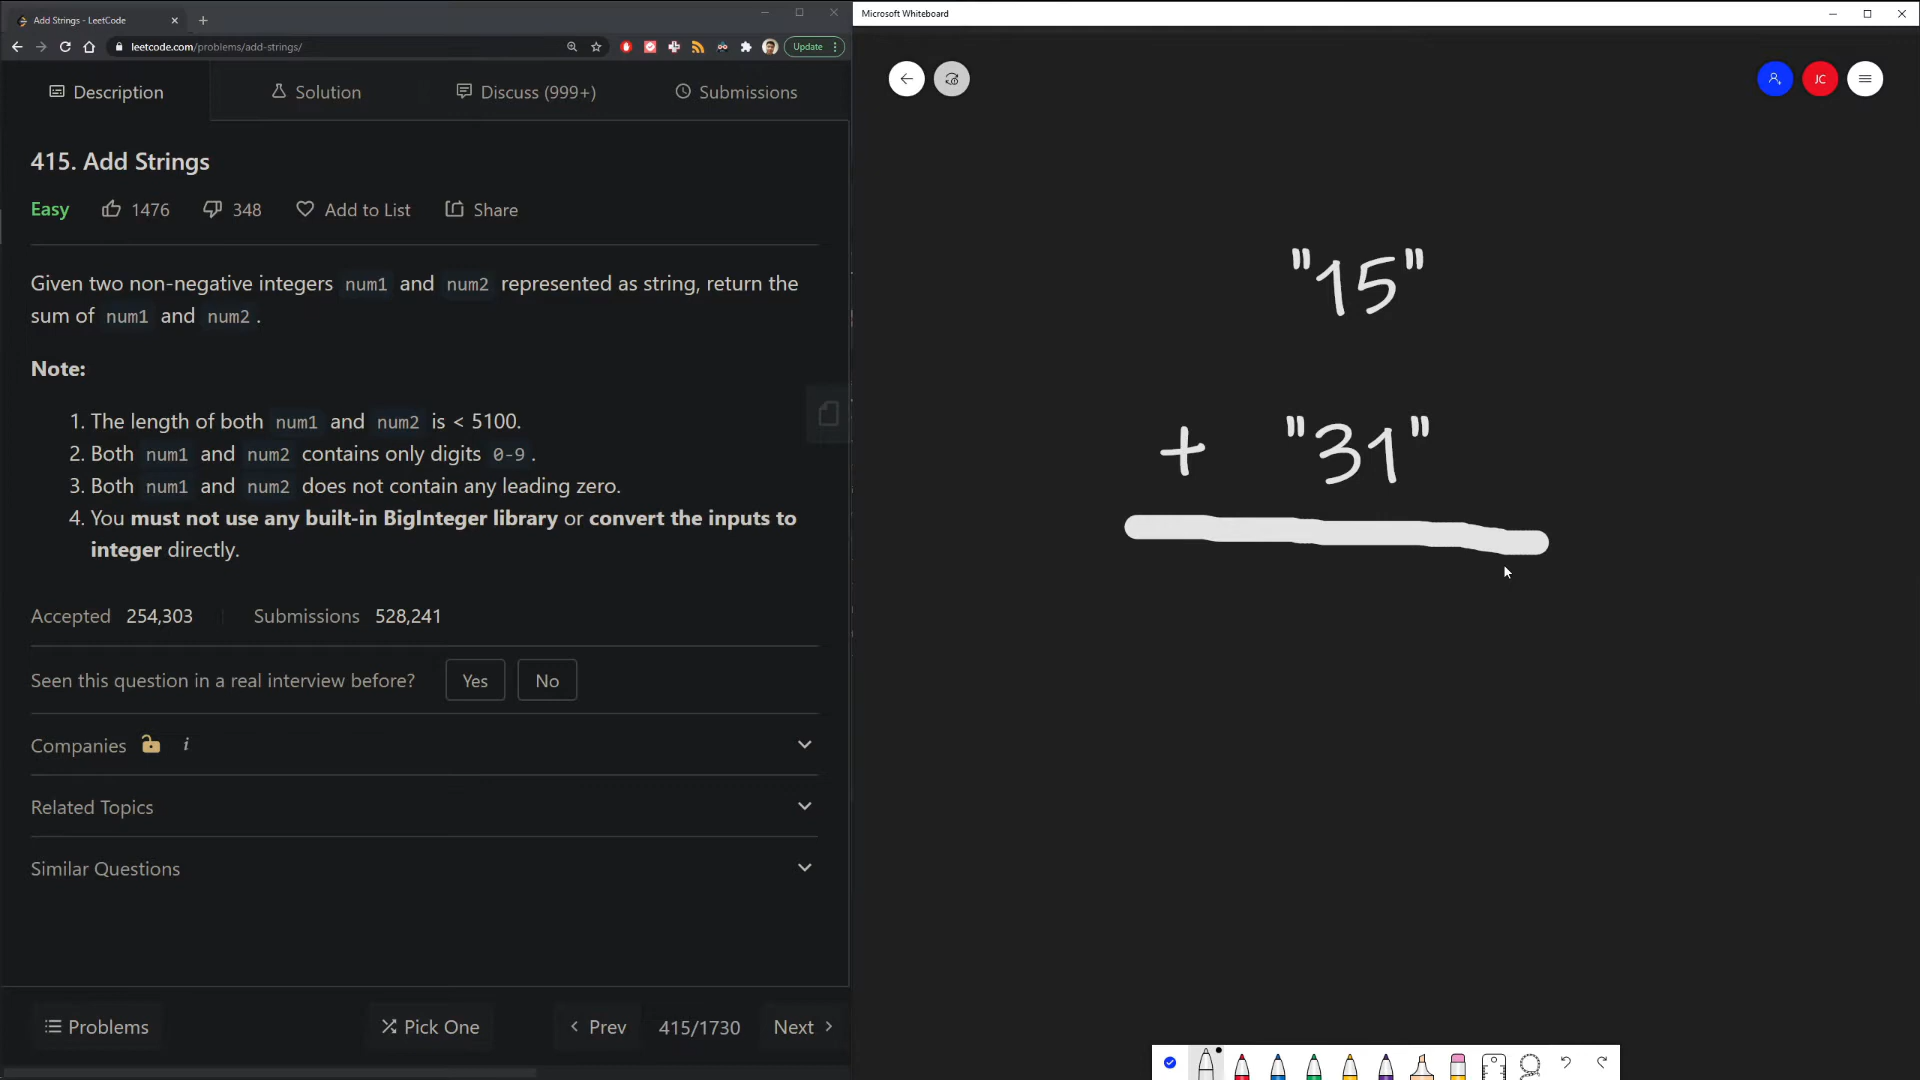 Add Strings - LeetCode
leetcode.com/problems/add-strings/
Update
Description
Solution
Discuss (999+)
Submissions
415. Add Strings
Easy
1476
348
Add to List
Share
Given two non-negative integers num1 and num2 represented as string, return the
sum of num1 and num2 .
Note:
1. The length of both num1 and num2 is < 5100.
2. Both num1 and num2 contains only digits 0-9 .
3. Both num1 and num2 does not contain any leading zero.
4. You must not use any built-in BigInteger library or convert the inputs to
integer directly.
Accepted 254,303
Submissions 528,241
Seen this question in a real interview before?
Yes
No
Companies
i
Related Topics
Similar Questions
Problems
Pick One
Prev
415/1730
Next
Microsoft Whiteboard
JC
"15"
+ "31"